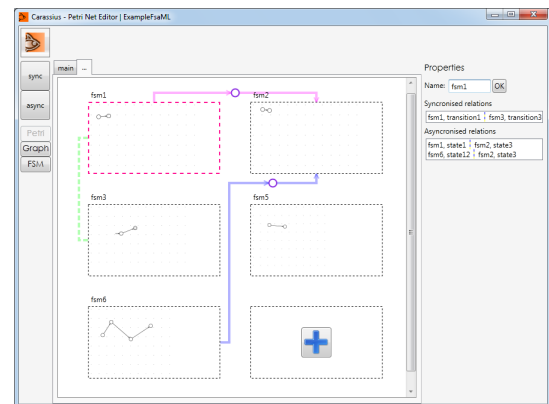 Carassius - Petri Net Editor | ExampleFsaML
sync
async
Petri
Graph
FSM
main ...
fsm1
fsm2
fsm3
fsm5
fsm6
Properties
Name: fsm1 OK
Syncronised relations
fsm1, transition1 ¦ fsm3, transition3
Asyncronised relations
fsm1, state1 ¦ fsm2, state3
fsm6, state12 ¦ fsm2, state3